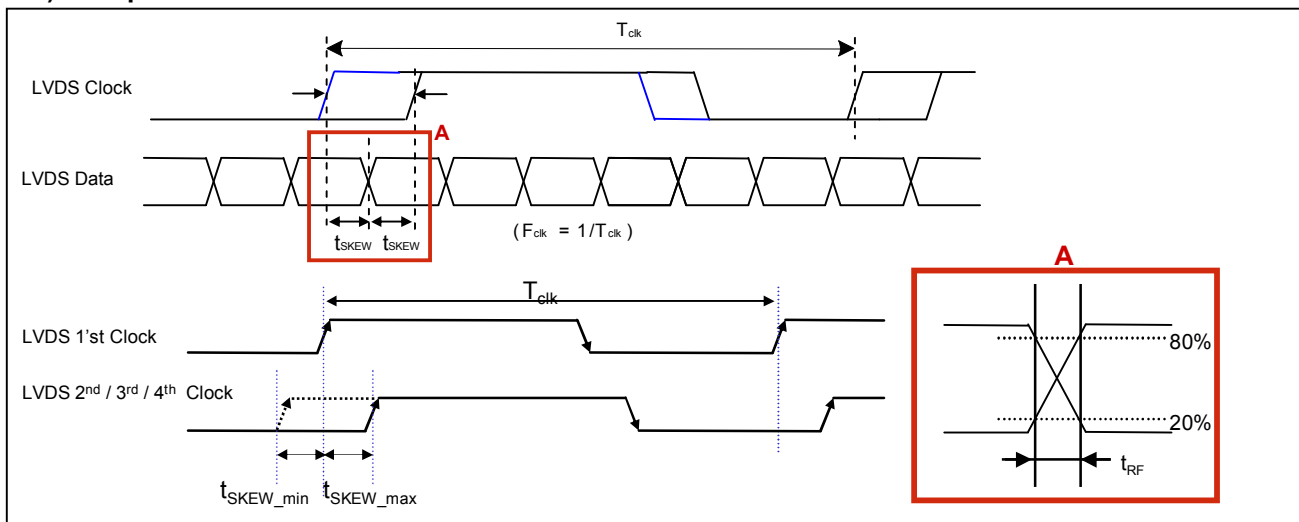 Tclk
LVDS Clock
A
LVDS Data
tSKEW tSKEW
( Fclk = 1/Tclk )
A
Tclk
LVDS 1'st Clock
80%
LVDS 2nd / 3rd / 4th Clock
20%
tRF
tSKEW_min tSKEW_max